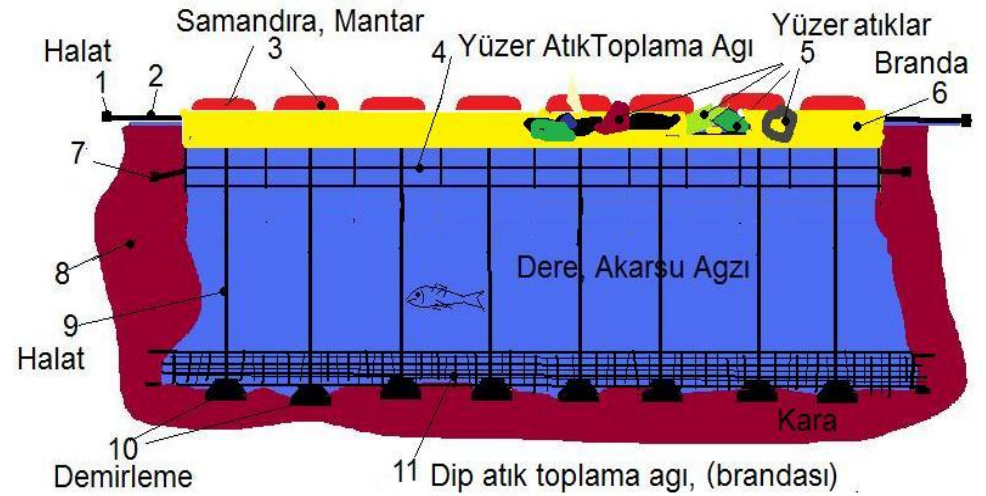 Samandıra, Mantar
Yüzer atıklar
Halat
1
2
3
4 Yüzer AtıkToplama Agı
5
Branda
6
7
8
Dere, Akarsu Agzı
9
Halat
Kara
10
Demirleme
11 Dip atık toplama agı, (brandası)